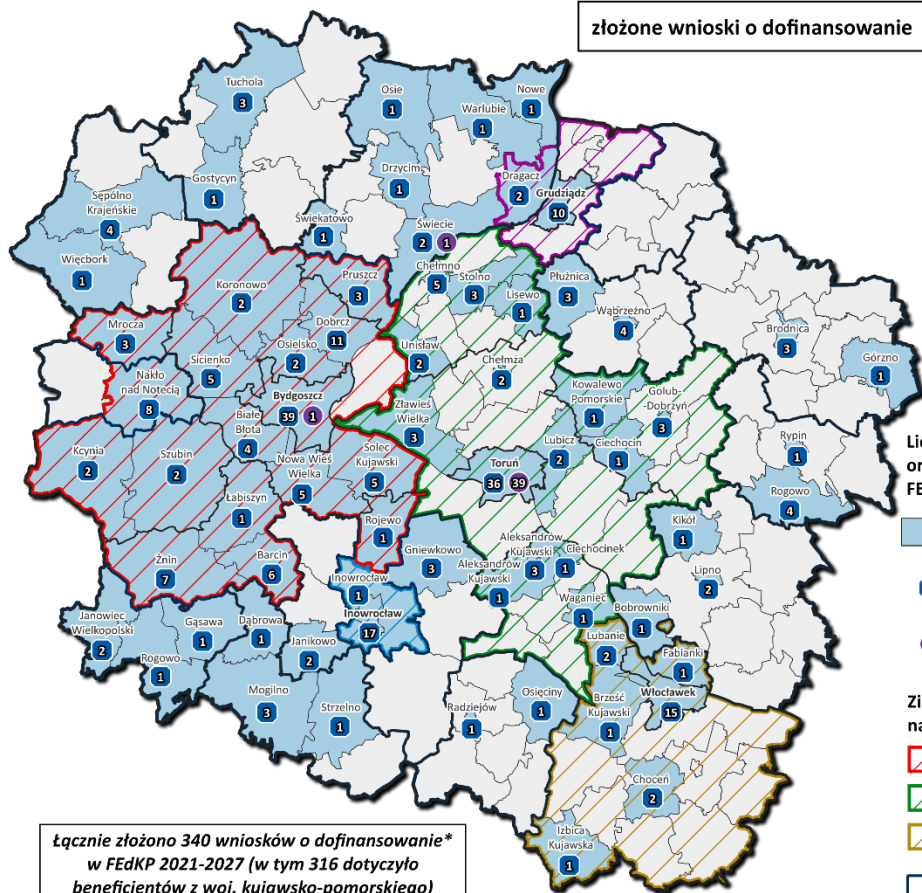 złożone wnioski o dofinansowanie
Tuchola
3
Osie
1
Warlubie
1
Nowe
1
Gostycyn
1
Drzycim
1
Dragacz
2
Grudziądz
10
Sępólno
Krajeńskie
4
Świekatowo
1
Świecie
2 1
Więcbork
1
Koronowo
2
Pruszcz
3
Chełmno
5
Stolno
3
Lisewo
1
Płużnica
3
Wąbrzeźno
4
Brodnica
3
Górzno
1
Mrocza
3
Dobrcz
11
Osielsko
2
Sicienko
5
Unisław
2
Chełmża
2
Nakło
nad Notecią
8
Bydgoszcz
39 1
Białe
Błota
4
Zławieś
Wielka
3
Kowalewo
Pomorskie
1
Golub-
-Dobrzyń
3
Kcynia
2
Szubin
2
Nowa Wieś
Wielka
5
Solec
Kujawski
5
Toruń
36 39
Lubicz
2
Ciechocin
1
Rypin
1
Rogowo
4
Łabiszyn
1
Rojewo
1
Kikół
1
Żnin
7
Barcin
6
Gniewkowo
3
Aleksandrów
Kujawski
3
Aleksandrów
Kujawski
1
Ciechocinek
1
Lipno
2
Inowrocław
1
Inowrocław
17
Waganiec
1
Bobrowniki
1
Janowiec
Wielkopolski
2
Gąsawa
1
Dąbrowa
1
Janikowo
2
Rogowo
1
Lubanie
2
Fabianki
1
Mogilno
3
Strzelno
1
Radziejów
1
Osięciny
1
Brześć
Kujawski
1
Włocławek
15
Choceń
2
Izbica
Kujawska
1
Łącznie złożono 340 wniosków o dofinansowanie*
w FEdKP 2021-2027 (w tym 316 dotyczyło
beneficjentów z woj. kujawsko-pomorskiego)